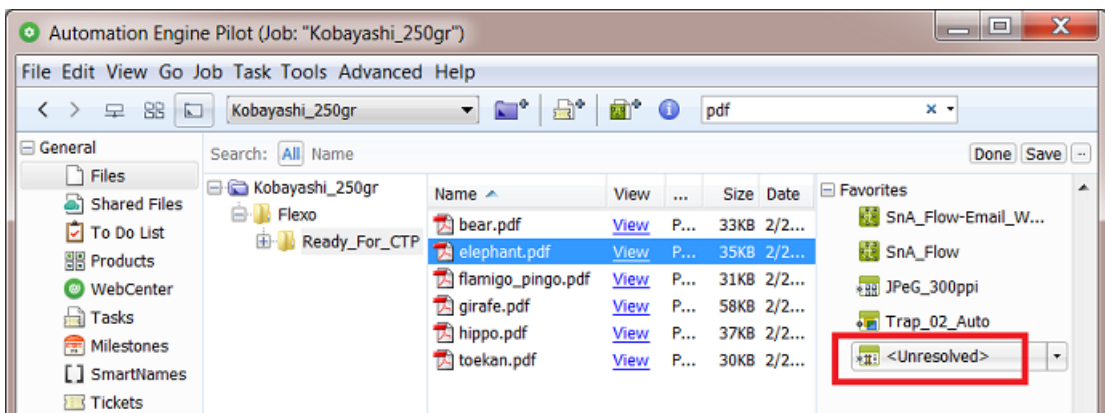 Automation Engine Pilot (Job: "Kobayashi_250gr")
File Edit View Go Job Task Tools Advanced Help
Kobayashi_250gr pdf
General
Files
Shared Files
To Do List
Products
WebCenter
Tasks
Milestones
SmartNames
Tickets
Search: All Name Done Save ...
Kobayashi_250gr
Flexo
Ready_For_CTP
Name View ... Size Date
bear.pdf View P... 33KB 2/2...
elephant.pdf View P... 35KB 2/2...
flamigo_pingo.pdf View P... 31KB 2/2...
girafe.pdf View P... 58KB 2/2...
hippo.pdf View P... 37KB 2/2...
toekan.pdf View P... 30KB 2/2...
Favorites
SnA_Flow-Email_W...
SnA_Flow
JPeG_300ppi
Trap_02_Auto
<Unresolved>